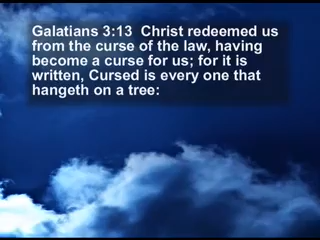 Galatians 3:13  Christ redeemed us
from the curse of the law, having
become a curse for us; for it is
written, Cursed is every one that
hangeth on a tree: